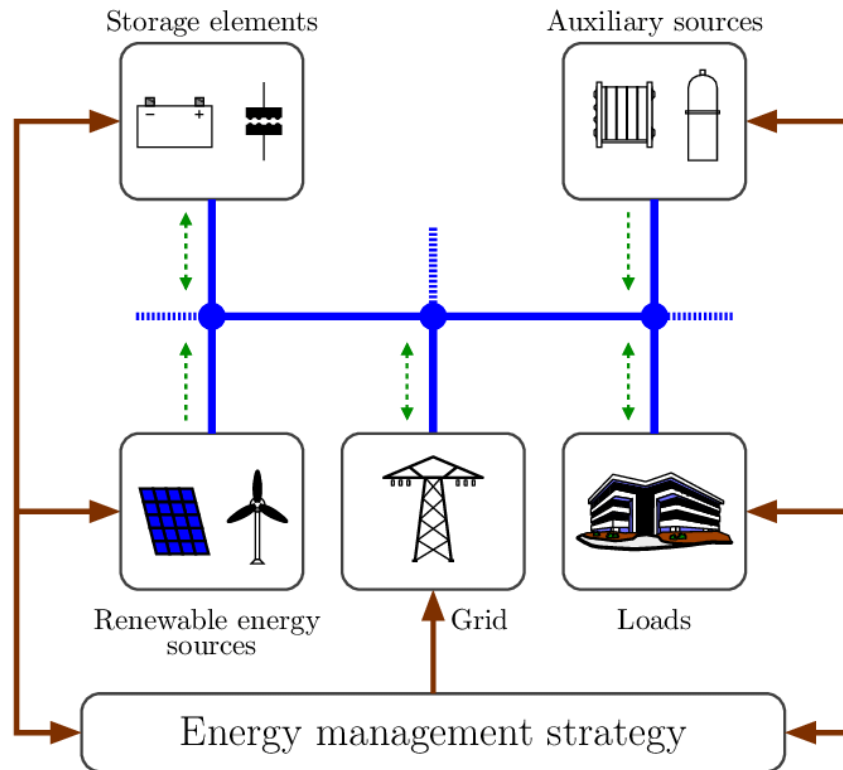 Storage elements
Auxiliary sources
− +
Renewable energy
sources
Grid
Loads
Energy management strategy